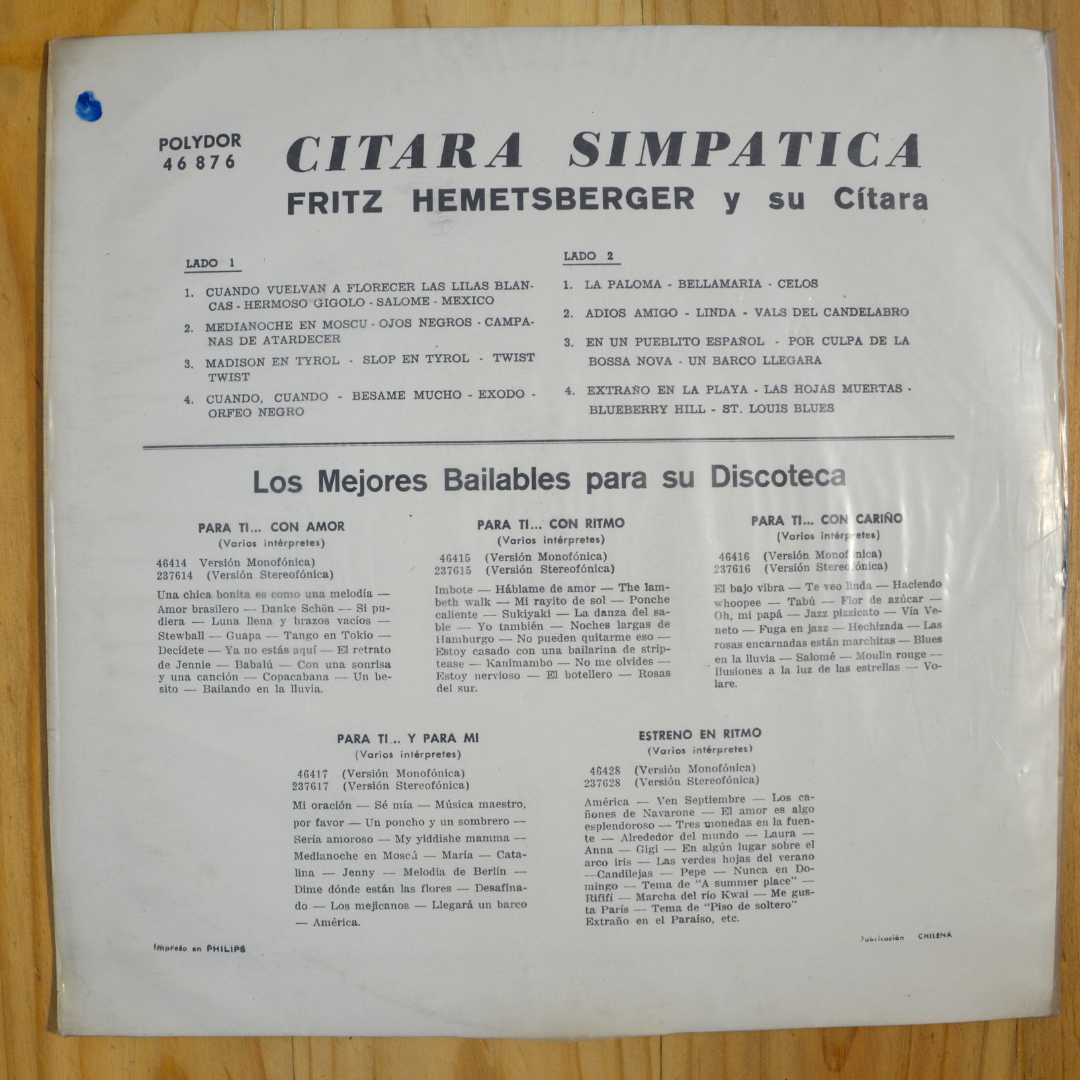 POLYDOR
46 876
CITARA SIMPATICA
FRITZ HEMETSBERGER y su Cítara
LADO 1
1. CUANDO VUELVAN A FLORECER LAS LILAS BLAN-
CAS - HERMOSO GIGOLO - SALOME - MEXICO
2. MEDIANOCHE EN MOSCU - OJOS NEGROS - CAMPA-
NAS DE ATARDECER
3. MADISON EN TYROL - SLOP EN TYROL - TWIST
TWIST
4. CUANDO, CUANDO - BESAME MUCHO - EXODO -
ORFEO NEGRO
LADO 2
1. LA PALOMA - BELLAMARIA - CELOS
2. ADIOS AMIGO - LINDA - VALS DEL CANDELABRO
3. EN UN PUEBLITO ESPAÑOL - POR CULPA DE LA
BOSSA NOVA - UN BARCO LLEGARA
4. EXTRAÑO EN LA PLAYA - LAS HOJAS MUERTAS -
BLUEBERRY HILL - ST. LOUIS BLUES
Los Mejores Bailables para su Discoteca
PARA TI... CON AMOR
(Varios intérpretes)
46414 Versión Monofónica)
237614 (Versión Stereofónica)
Una chica bonita es como una melodía —
Amor brasilero — Danke Schön — Si pu-
diera — Luna llena y brazos vacíos —
Stewball — Guapa — Tango en Tokio —
Decídete — Ya no estás aquí — El retrato
de Jennie — Babalú — Con una sonrisa
y una canción — Copacabana — Un be-
sito — Bailando en la lluvia.
PARA TI... CON RITMO
(Varios intérpretes)
46415 (Versión Monofónica)
237615 (Versión Stereofónica)
Imbote — Háblame de amor — The lam-
beth walk — Mi rayito de sol — Ponche
caliente — Sukiyaki — La danza del sa-
ble — Yo también — Noches largas de
Hamburgo — No pueden quitarme eso —
Estoy casado con una bailarina de strip-
tease — Kanimambo — No me olvides —
Estoy nervioso — El botellero — Rosas
del sur.
PARA TI... CON CARIÑO
(Varios intérpretes)
46416 (Versión Monofónica)
237616 (Versión Stereofónica)
El bajo vibra — Te veo linda — Haciendo
whoopee — Tabú — Flor de azúcar —
Oh, mi papá — Jazz pizzicato — Vía Ve-
neto — Fuga en jazz — Hechizada — Las
rosas encarnadas están marchitas — Blues
en la lluvia — Salomé — Moulin rouge —
Ilusiones a la luz de las estrellas — Vo-
lare.
PARA TI... Y PARA MI
(Varios intérpretes)
46417 (Versión Monofónica)
237617 (Versión Stereofónica)
Mi oración — Sé mía — Música maestro,
por favor — Un poncho y un sombrero —
Sería amoroso — My yiddishe mamma —
Medianoche en Moscú — María — Cata-
lina — Jenny — Melodía de Berlín —
Dime dónde están las flores — Desafina-
do — Los mejicanos — Llegará un barco
— América.
ESTRENO EN RITMO
(Varios intérpretes)
46428 (Versión Monofónica)
237628 (Versión Stereofónica)
América — Ven Septiembre — Los ca-
ñones de Navarone — El amor es algo
esplendoroso — Tres monedas en la fuen-
te — Alrededor del mundo — Laura —
Anna — Gigi — En algún lugar sobre el
arco iris — Las verdes hojas del verano
—Candilejas — Pepe — Nunca en Do-
mingo — Tema de "A summer place" —
Rififí — Marcha del río Kwai — Me gus-
ta París — Tema de "Piso de soltero"
Extraño en el Paraíso, etc.
Impreso en PHILIPS
Fabricación CHILENA